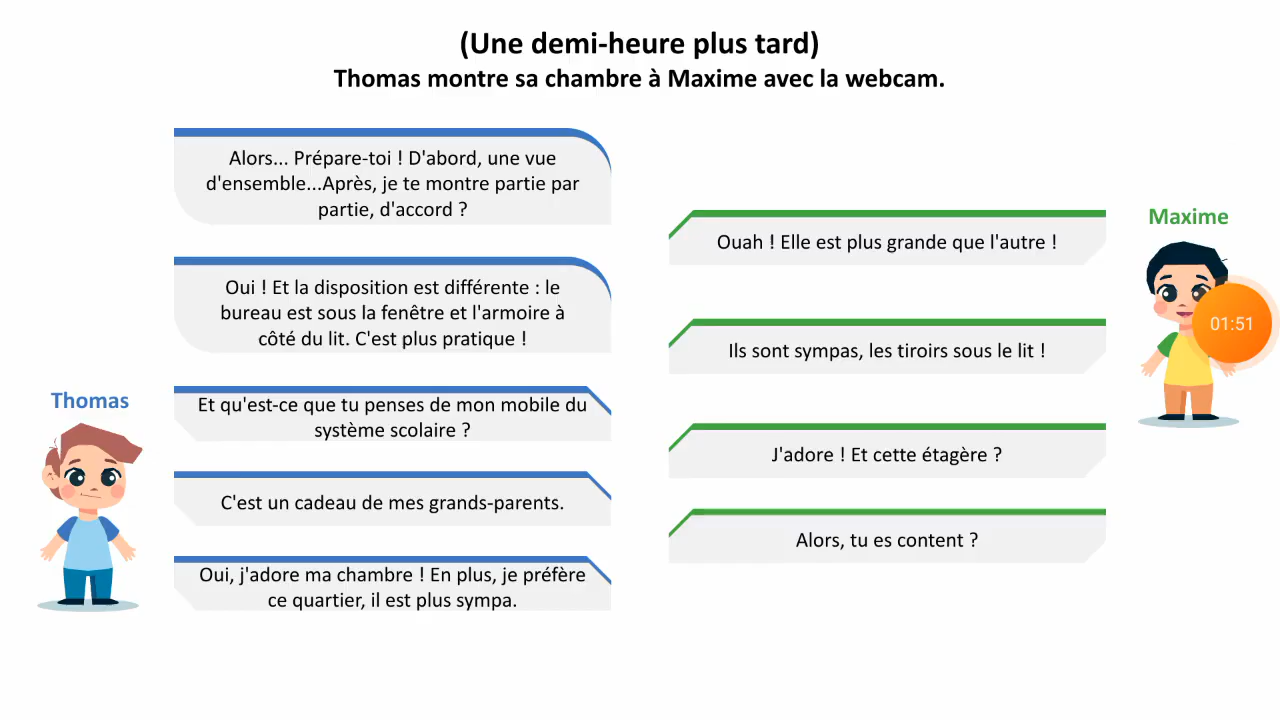 (Une demi-heure plus tard)
Thomas montre sa chambre à Maxime avec la webcam.
Alors... Prépare-toi ! D'abord, une vue
d'ensemble...Après, je te montre partie par
partie, d'accord ?
Maxime
Ouah ! Elle est plus grande que l'autre !
Oui ! Et la disposition est différente : le
bureau est sous la fenêtre et l'armoire à
côté du lit. C'est plus pratique !
01:51
Ils sont sympas, les tiroirs sous le lit !
Thomas
Et qu'est-ce que tu penses de mon mobile du
système scolaire ?
J'adore ! Et cette étagère ?
C'est un cadeau de mes grands-parents.
Alors, tu es content ?
Oui, j'adore ma chambre ! En plus, je préfère
ce quartier, il est plus sympa.